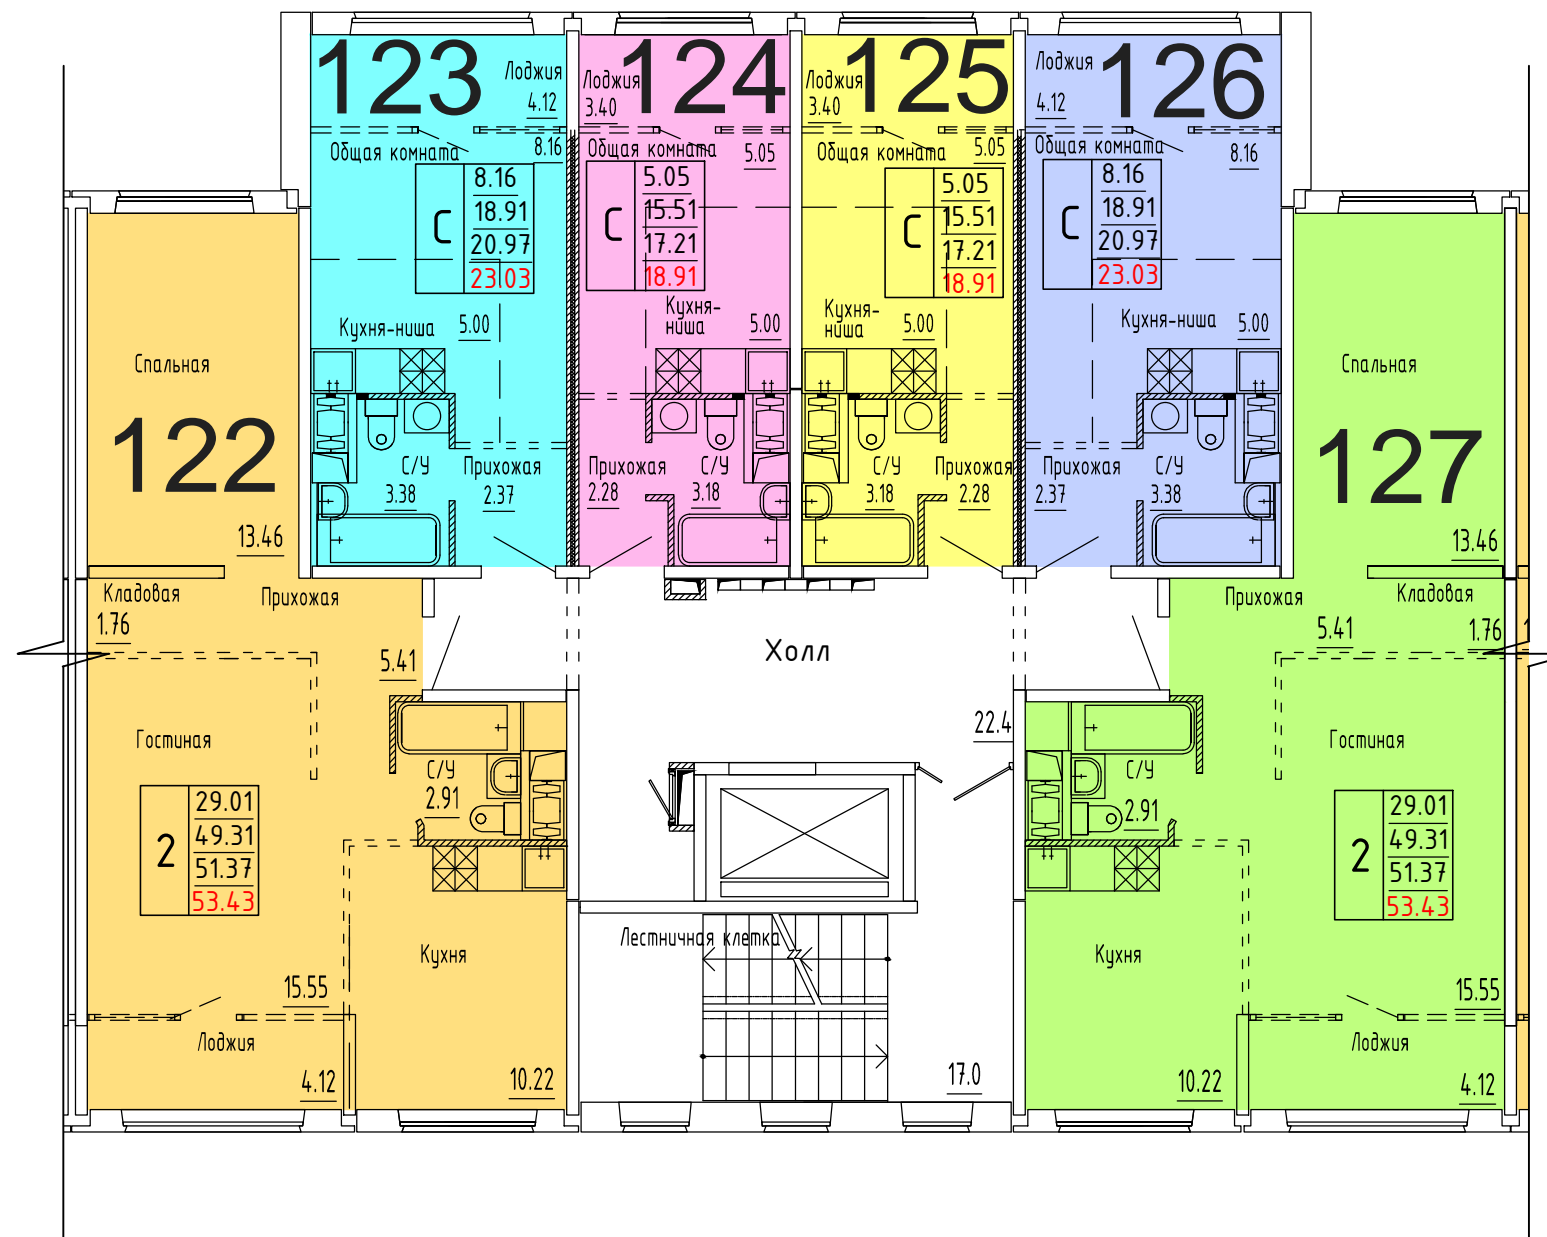 123
Лоджия
4.12
Общая комната
8.16
С
8.16
18.91
20.97
23.03
Кухня-ниша
5.00
С/У
3.38
Прихожая
2.37
124
Лоджия
3.40
Общая комната
5.05
С
5.05
15.51
17.21
18.91
Кухня-
ниша
5.00
Прихожая
2.28
С/У
3.18
125
Лоджия
3.40
Общая комната
5.05
С
5.05
15.51
17.21
18.91
Кухня-
ниша
5.00
С/У
3.18
Прихожая
2.28
126
Лоджия
4.12
Общая комната
8.16
С
8.16
18.91
20.97
23.03
Кухня-ниша
5.00
Прихожая
2.37
С/У
3.38
Спальная
122
13.46
Кладовая
1.76
Прихожая
5.41
Гостиная
2
29.01
49.31
51.37
53.43
С/У
2.91
Кухня
15.55
Лоджия
4.12
10.22
Холл
22.4
Лестничная клетка
17.0
Спальная
127
13.46
Прихожая
5.41
Кладовая
1.76
1
Гостиная
2
29.01
49.31
51.37
53.43
С/У
2.91
Кухня
15.55
Лоджия
10.22
4.12